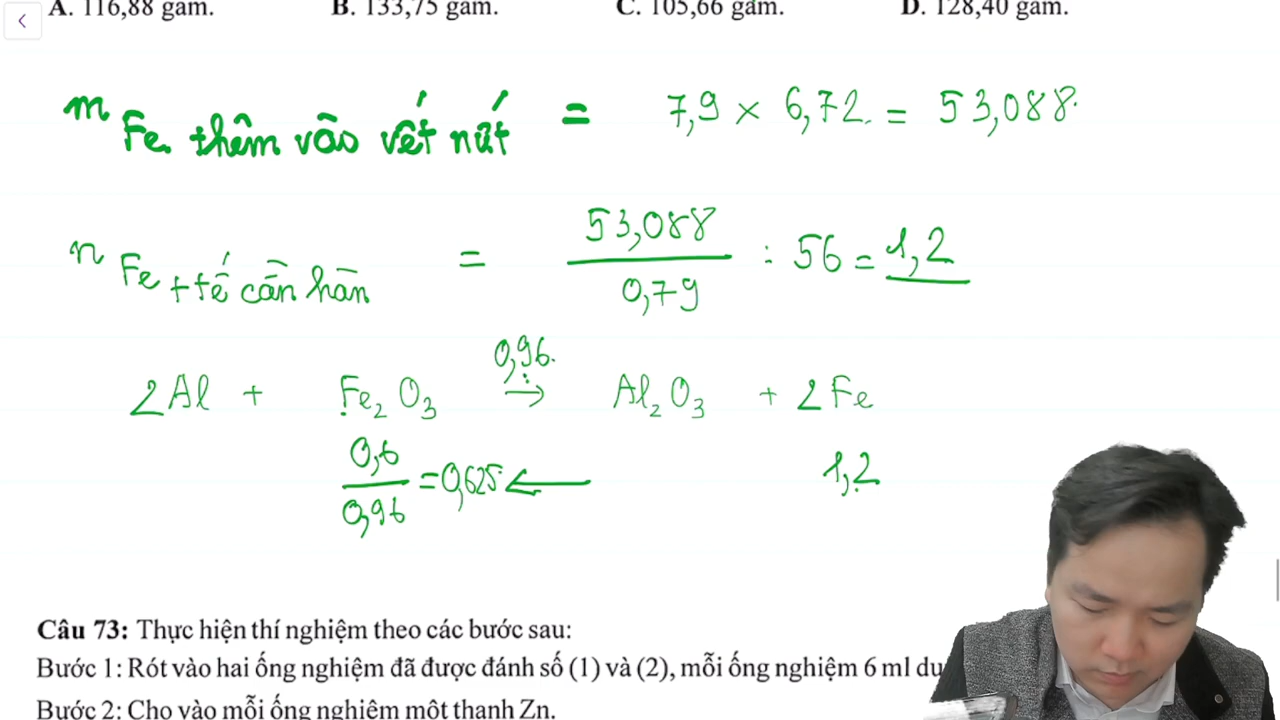 A. 116,88 gam. B. 133,75 gam. C. 105,66 gam. D. 128,40 gam.
m Fe thêm vào vết nứt = 7,9 × 6,72 = 53,088
n Fe t tế cần hàn = 53,088 / 0,79 : 56 = 1,2
0,96
2Al + Fe₂O₃ → Al₂O₃ + 2Fe
0,6 / 0,96 = 0,625 ← 1,2
Câu 73: Thực hiện thí nghiệm theo các bước sau:
Bước 1: Rót vào hai ống nghiệm đã được đánh số (1) và (2), mỗi ống nghiệm 6 ml du
Bước 2: Cho vào mỗi ống nghiệm một thanh Zn.